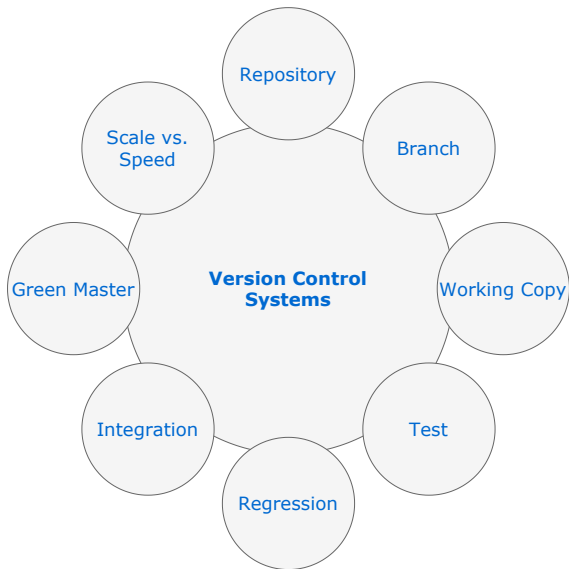 Repository
Scale vs.
Speed
Branch
Green Master
Version Control
Systems
Working Copy
Integration
Test
Regression